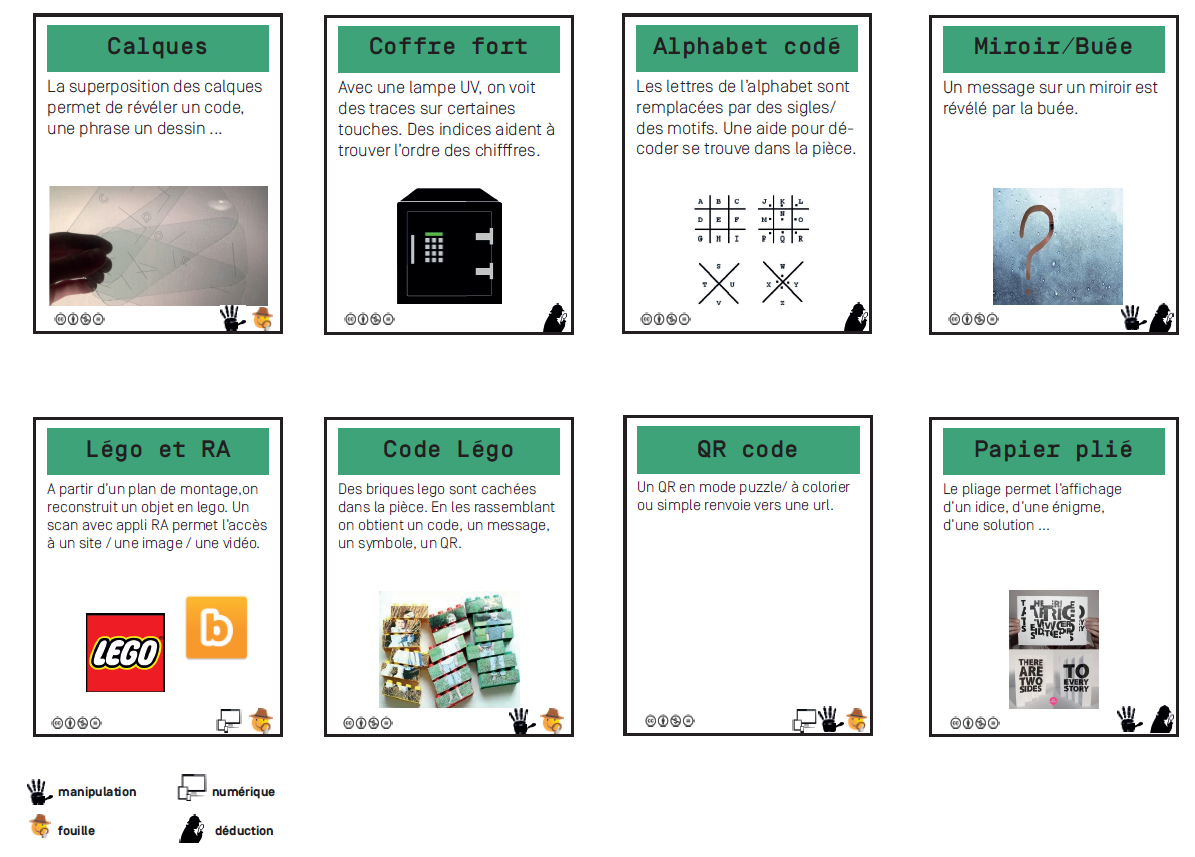 Calques
La superposition des calques
permet de révéler un code,
une phrase un dessin ...
Coffre fort
Avec une lampe UV, on voit
des traces sur certaines
touches. Des indices aident à
trouver l'ordre des chifffres.
Alphabet codé
Les lettres de l'alphabet sont
remplacées par des sigles/
des motifs. Une aide pour dé-
coder se trouve dans la pièce.
A B C J K L
N
D E F M O
G H I P Q R
S W
T U X Y
V Z
Miroir/Buée
Un message sur un miroir est
révélé par la buée.
?
Légo et RA
A partir d'un plan de montage,on
reconstruit un objet en lego. Un
scan avec appli RA permet l'accès
à un site / une image / une vidéo.
LEGO
b
Code Légo
Des briques lego sont cachées
dans la pièce. En les rassemblant
on obtient un code, un message,
un symbole, un QR.
QR code
Un QR en mode puzzle/ à colorier
ou simple renvoie vers une url.
Papier plié
Le pliage permet l'affichage
d'un idice, d'une énigme,
d'une solution ...
THERE
ARE
TWO
SIDES
TO
EVERY
STORY
manipulation
numérique
fouille
déduction